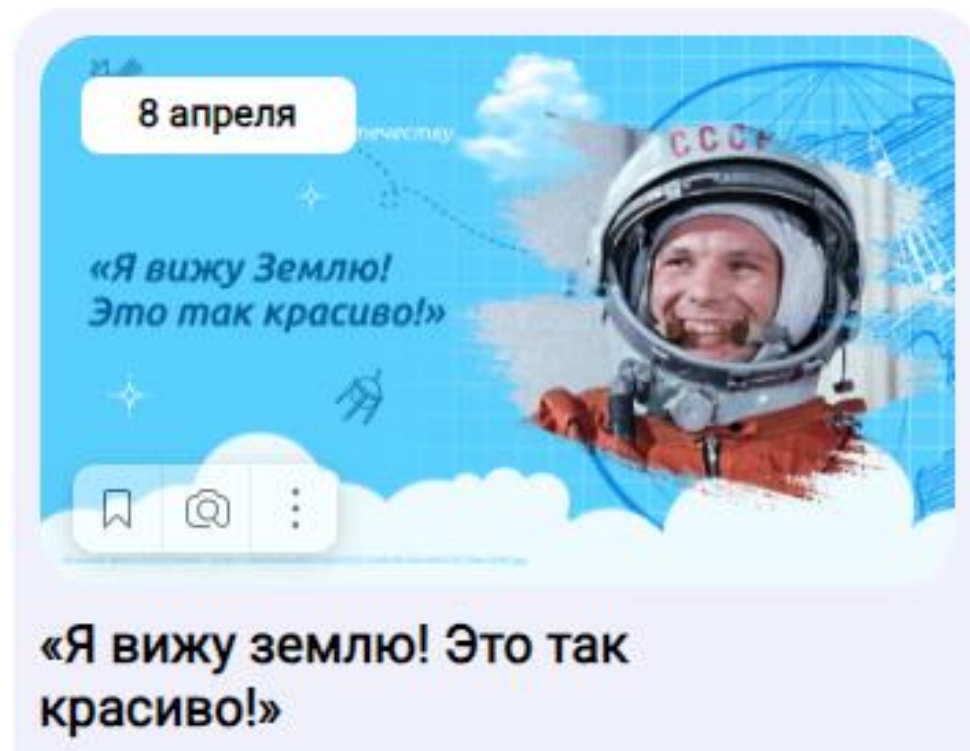 8 апреля
СССР
«Я вижу Землю!
Это так красиво!»
«Я вижу землю! Это так
красиво!»